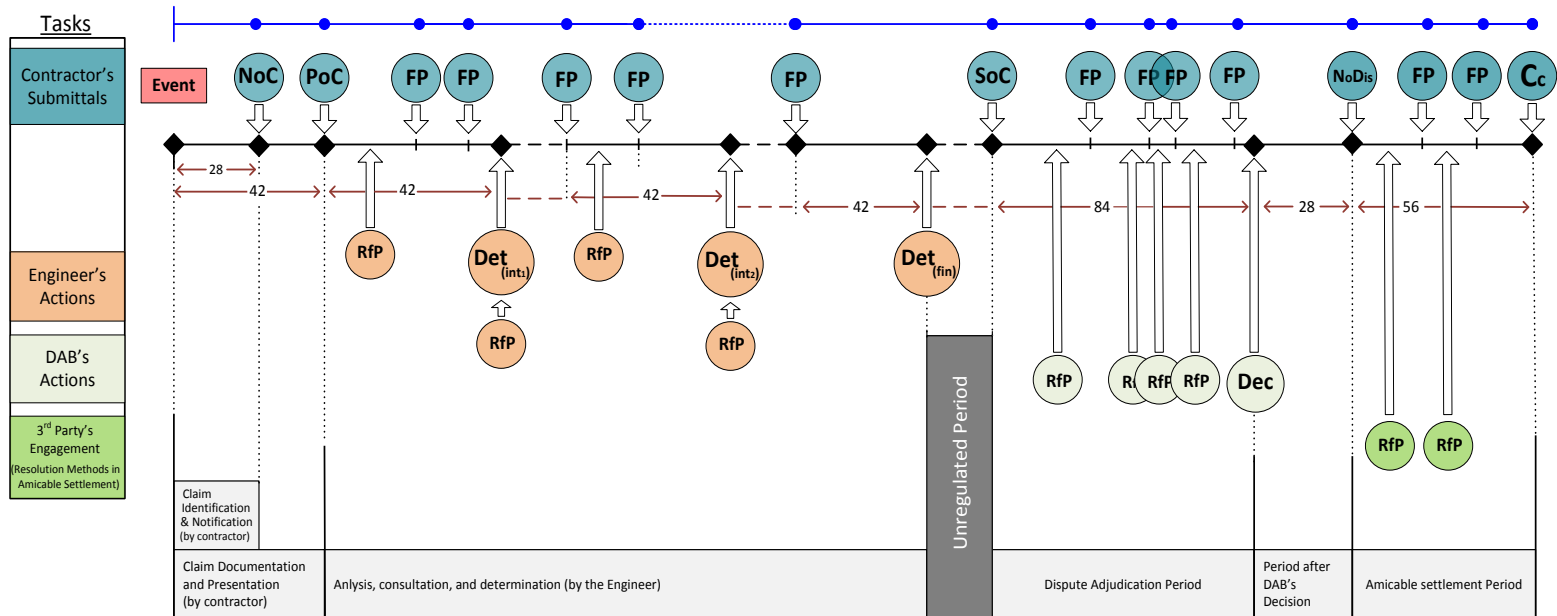 Tasks
Contractor's
Submittals
Event
NoC
PoC
FP
FP
FP
FP
FP
SoC
FP
FP
FP
FP
NoDis
FP
FP
Cc
28
42
42
42
42
84
28
56
Engineer's
Actions
RfP
Det
(int1)
RfP
Det
(int2)
Det
(fin)
RfP
RfP
DAB's
Actions
RfP
Rf
RfP
RfP
Dec
3rd Party's
Engagement
(Resolution Methods in
Amicable Settlement)
RfP
RfP
Unregulated Period
Claim
Identification
& Notification
(by contractor)
Claim Documentation
and Presentation
(by contractor)
Anlysis, consultation, and determination (by the Engineer)
Dispute Adjudication Period
Period after
DAB's
Decision
Amicable settlement Period